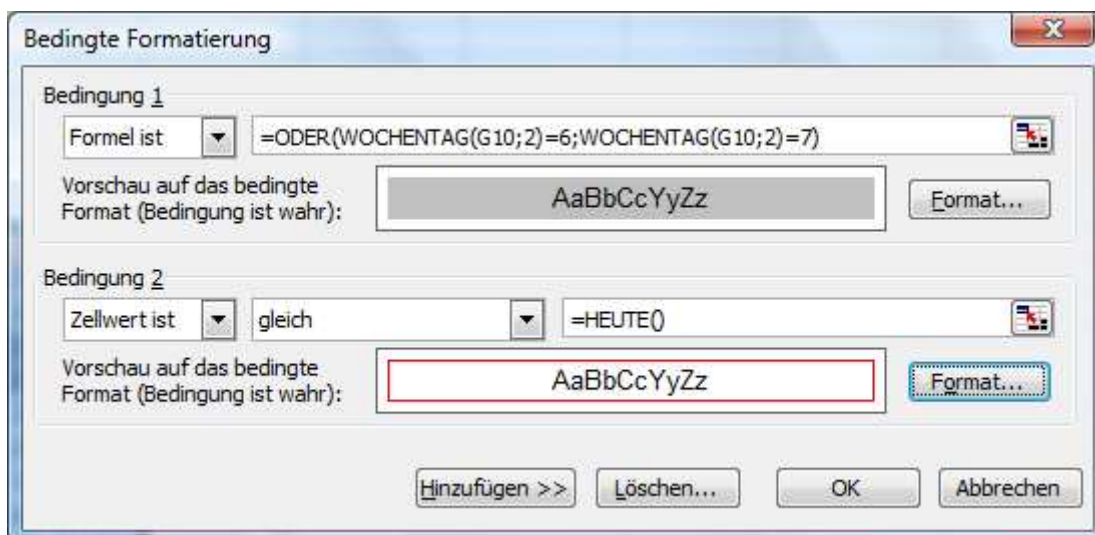 Bedingte Formatierung
Bedingung 1
Formel ist =ODER(WOCHENTAG(G10;2)=6;WOCHENTAG(G10;2)=7)
Vorschau auf das bedingte
Format (Bedingung ist wahr):
AaBbCcYyZz
Format...
Bedingung 2
Zellwert ist gleich =HEUTE()
Vorschau auf das bedingte
Format (Bedingung ist wahr):
AaBbCcYyZz
Format...
Hinzufügen >> Löschen... OK Abbrechen